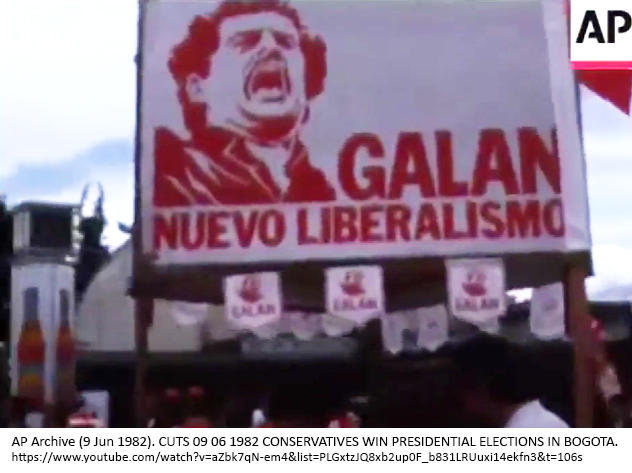 AP
GALAN
NUEVO LIBERALISMO
GALAN
GALAN
GALAN
AP Archive (9 Jun 1982). CUTS 09 06 1982 CONSERVATIVES WIN PRESIDENTIAL ELECTIONS IN BOGOTA.
https://www.youtube.com/watch?v=aZbk7qN-em4&list=PLGxtzJQ8xb2up0F_b831LRUuxi14ekfn3&t=106s